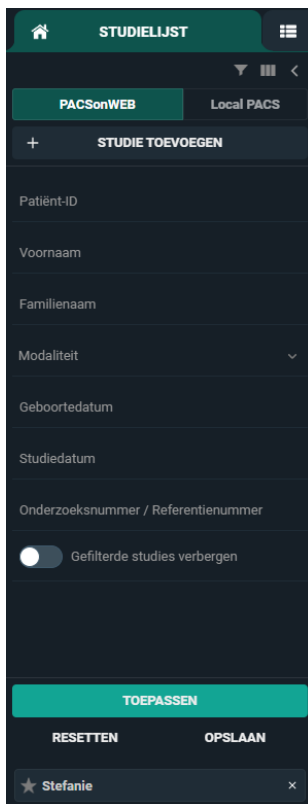 STUDIELIJST
PACSonWEB
Local PACS
+ STUDIE TOEVOEGEN
Patiënt-ID
Voornaam
Familienaam
Modaliteit
Geboortedatum
Studiedatum
Onderzoeksnummer / Referentienummer
Gefilterde studies verbergen
TOEPASSEN
RESETTEN
OPSLAAN
Stefanie